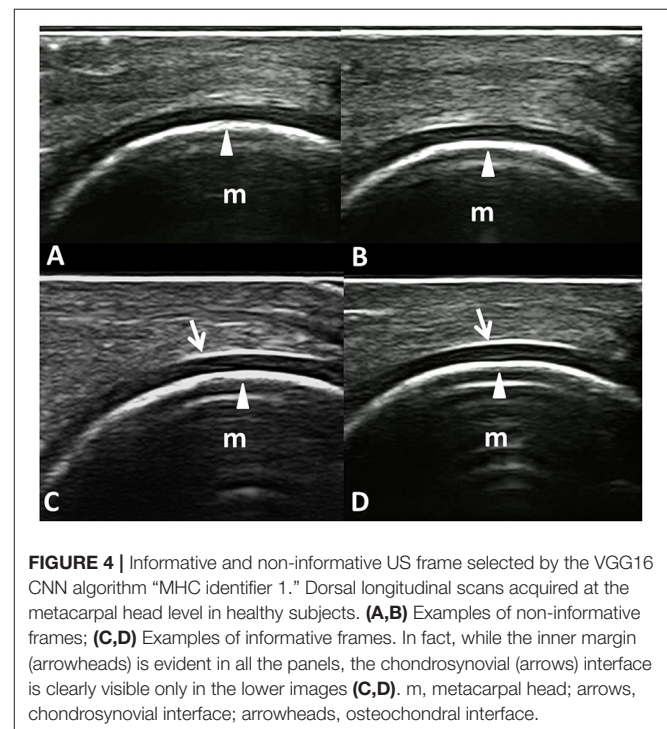 m
A
m
B
m
C
m
D
FIGURE 4 | Informative and non-informative US frame selected by the VGG16
CNN algorithm “MHC identifier 1.” Dorsal longitudinal scans acquired at the
metacarpal head level in healthy subjects. (A,B) Examples of non-informative
frames; (C,D) Examples of informative frames. In fact, while the inner margin
(arrowheads) is evident in all the panels, the chondrosynovial (arrows) interface
is clearly visible only in the lower images (C,D). m, metacarpal head; arrows,
chondrosynovial interface; arrowheads, osteochondral interface.